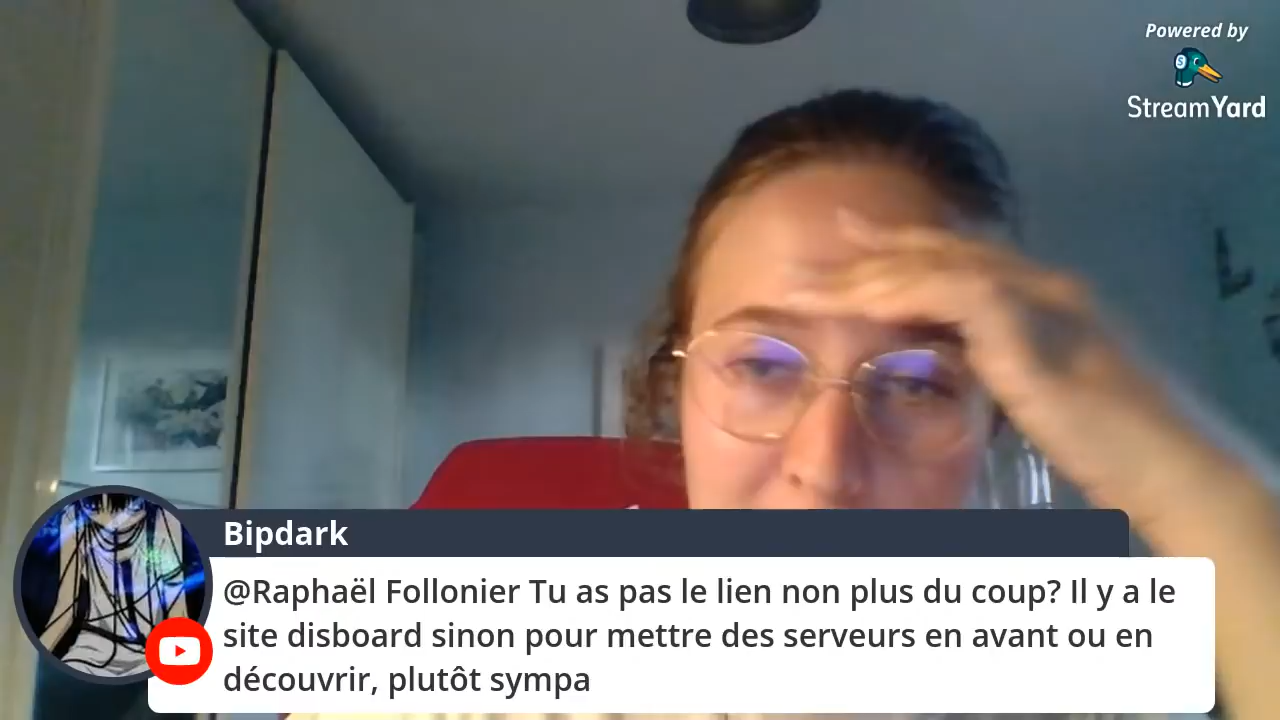 Powered by
StreamYard
Bipdark
@Raphaël Follonier Tu as pas le lien non plus du coup? Il y a le
site disboard sinon pour mettre des serveurs en avant ou en
découvrir, plutôt sympa